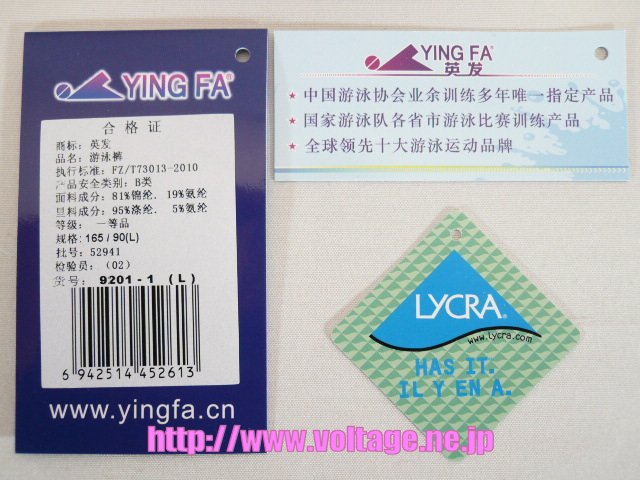 YING FA®
合格证
商标：英发
品名：游泳裤
执行标准：FZ/T73013-2010
产品安全类别：B类
面料成分：81%锦纶．19%氨纶
里料成分：95%涤纶．5%氨纶
等级：一等品
规格：165 / 90(L)
批号：52941
检验员：（02）
货号：9201 - 1 （L）
6 942514 452613
www.yingfa.cn
YING FA®
英发
★ 中国游泳协会业余训练多年唯一指定产品
★ 国家游泳队各省市游泳比赛训练产品
★ 全球领先十大游泳运动品牌
LYCRA®
www.lycra.com
HAS IT.
IL Y EN A.
http://www.voltage.ne.jp